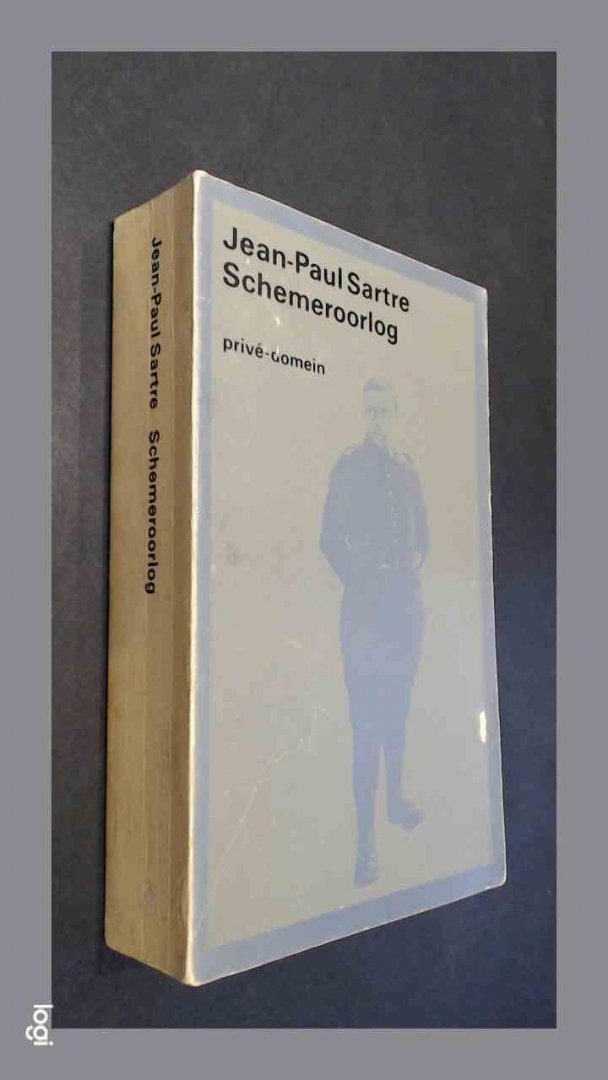 Jean-Paul Sartre
Schemeroorlog
privé-domein
Jean-Paul Sartre Schemeroorlog
logi